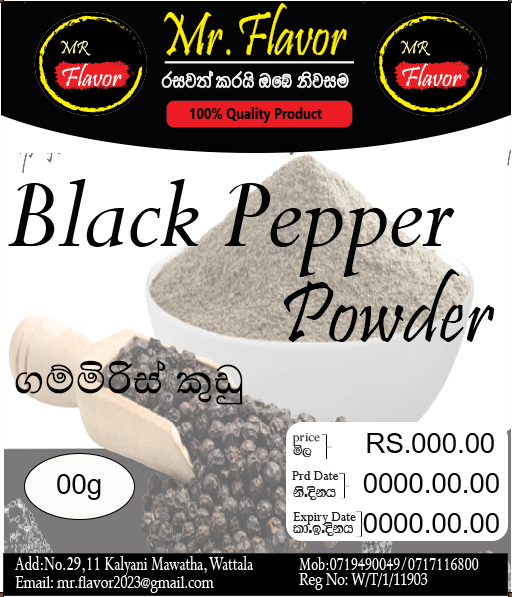 MR
Flavor
Mr. Flavor
MR
Flavor
රසවත් කරයි ඔබේ නිවසම
100% Quality Product
Black Pepper
Powder
ගම්මිරිස් කුඩු
00g
price
මිල
RS.000.00
Prd Date
නි.දිනය
0000.00.00
Expiry Date
කා.ඉ.දිනය
0000.00.00
Add:No.29,11 Kalyani Mawatha, Wattala
Email: mr.flavor2023@gmail.com
Mob:0719490049/0717116800
Reg No: W/T/1/11903